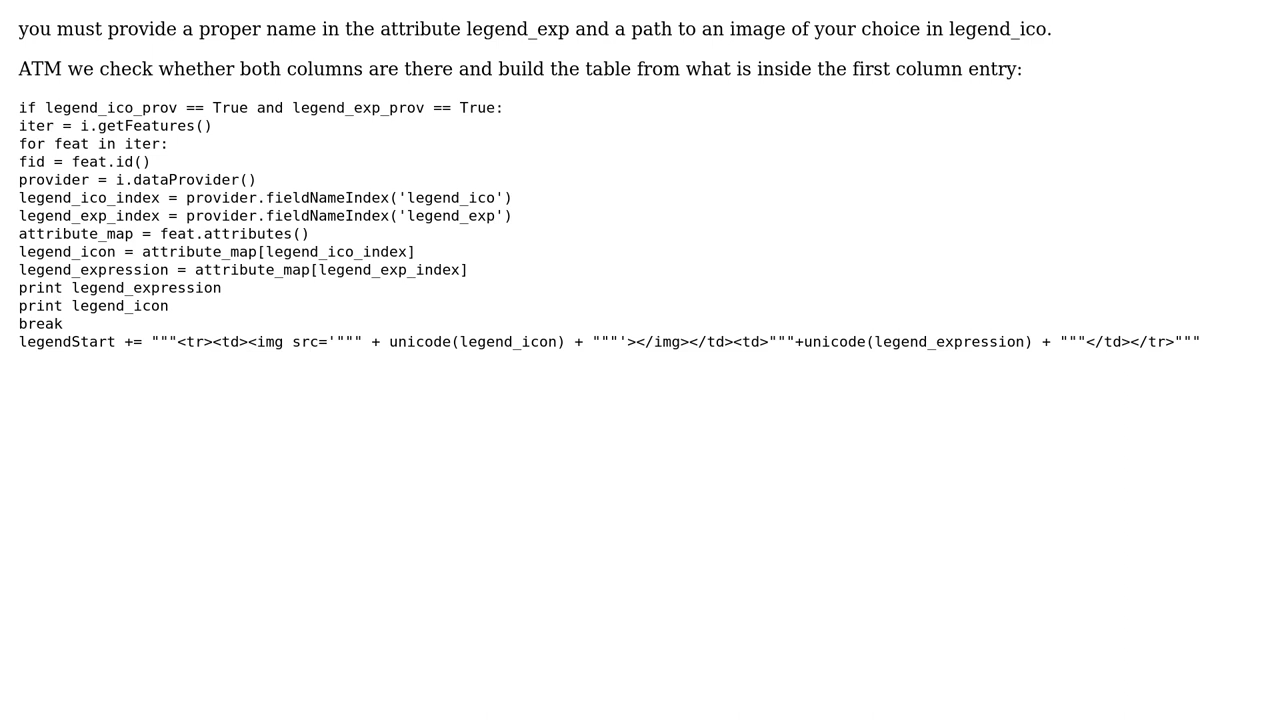 you must provide a proper name in the attribute legend_exp and a path to an image of your choice in legend_ico.
ATM we check whether both columns are there and build the table from what is inside the first column entry:
if legend_ico_prov == True and legend_exp_prov == True:
iter = i.getFeatures()
for feat in iter:
fid = feat.id()
provider = i.dataProvider()
legend_ico_index = provider.fieldNameIndex('legend_ico')
legend_exp_index = provider.fieldNameIndex('legend_exp')
attribute_map = feat.attributes()
legend_icon = attribute_map[legend_ico_index]
legend_expression = attribute_map[legend_exp_index]
print legend_expression
print legend_icon
break
legendStart += """<tr><td><img src='""" + unicode(legend_icon) + """'></img></td><td>"""+unicode(legend_expression) + """</td></tr>"""